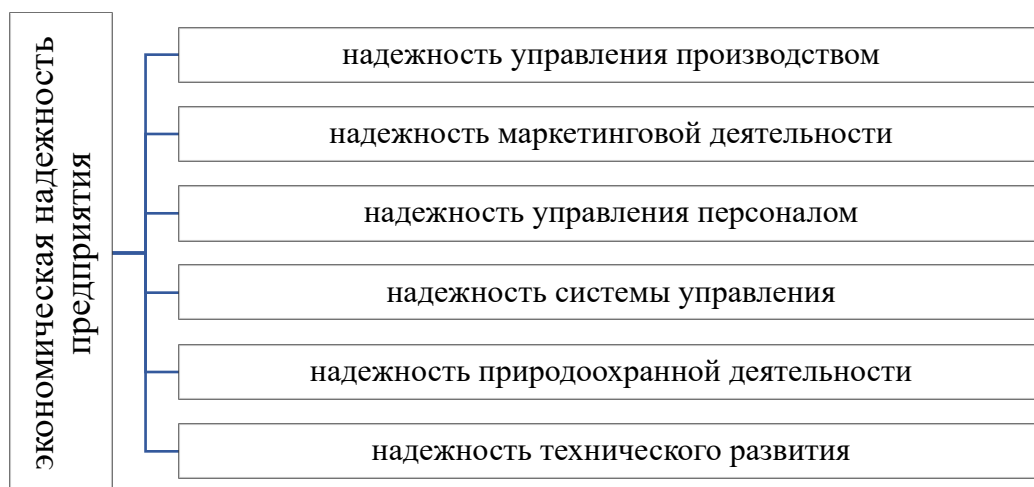 экономическая надежность
предприятия
надежность управления производством
надежность маркетинговой деятельности
надежность управления персоналом
надежность системы управления
надежность природоохранной деятельности
надежность технического развития